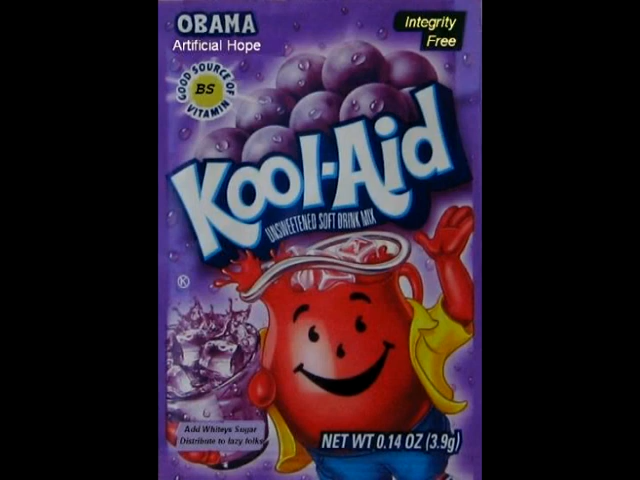 OBAMA
Artificial Hope
Integrity
Free
GOOD SOURCE OF
BS
VITAMIN
Kool-Aid
UNSWEETENED SOFT DRINK MIX
K
Add Whiteys Sugar
Distribute to lazy folks
NET WT 0.14 OZ (3.9g)